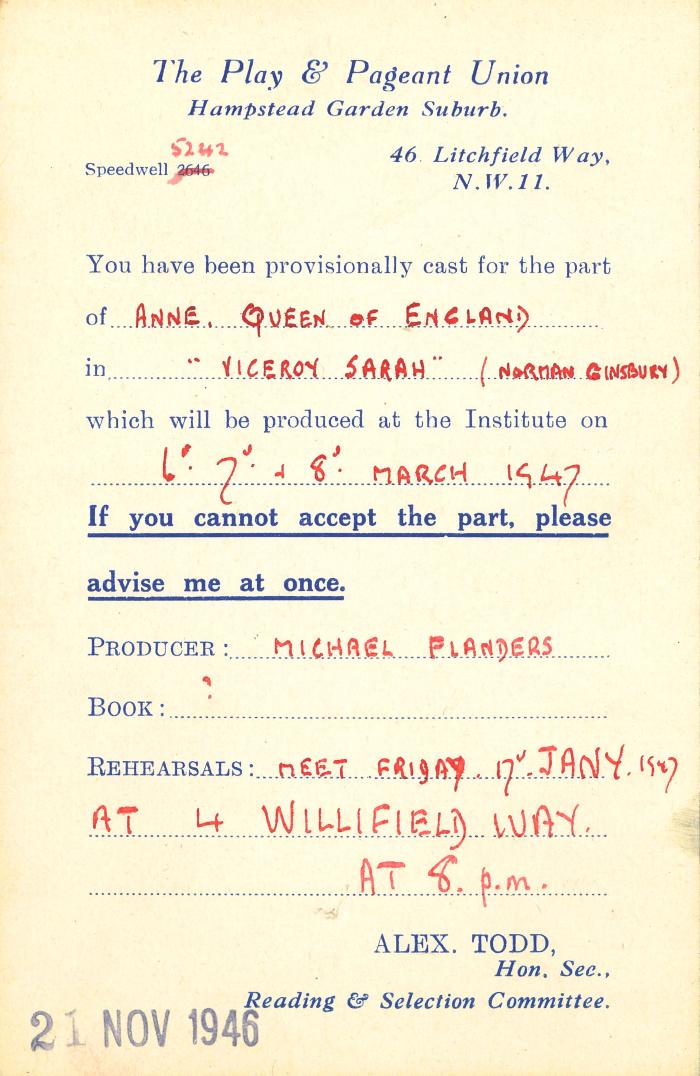 The Play & Pageant Union
Hampstead Garden Suburb.
5242
Speedwell 2646
46 Litchfield Way,
N.W.11.
You have been provisionally cast for the part
of ANNE. QUEEN OF ENGLAND
in " VICEROY SARAH" (NORMAN GINSBURY)
which will be produced at the Institute on
6'. 7'. + 8'. MARCH 1947
If you cannot accept the part, please
advise me at once.
PRODUCER: MICHAEL FLANDERS
BOOK: ?
REHEARSALS: MEET FRIDAY. 17'. JANY. 1947
AT 4 WILLIFIELD WAY.
AT 8. p.m.
ALEX. TODD,
Hon. Sec.,
Reading & Selection Committee.
21 NOV 1946